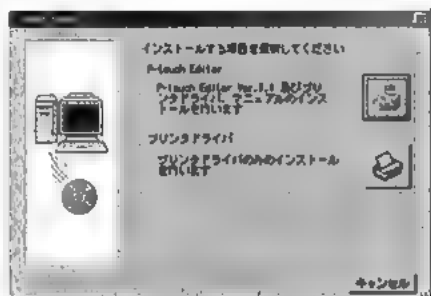 インストールする項目を選択してください
P-touch Editor
P-touch Editor Ver.3.1 及びプリ
ンタドライバ、マニュアルのインス
トールを行います
プリンタドライバ
プリンタドライバのみのインストール
を行います
キャンセル